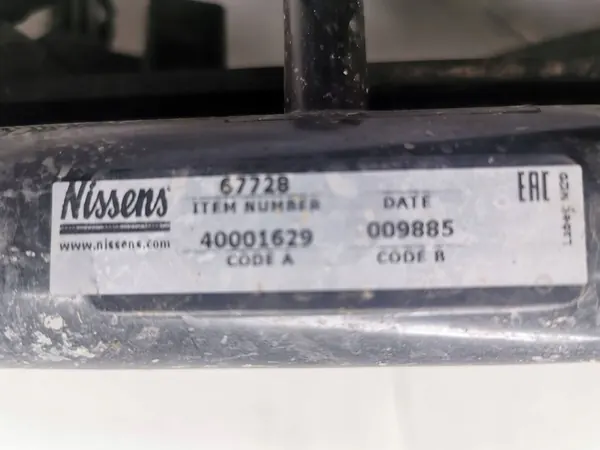 Nissens
www.nissens.com
67728
ITEM NUMBER
DATE
40001629
009885
CODE A
CODE B
EAC